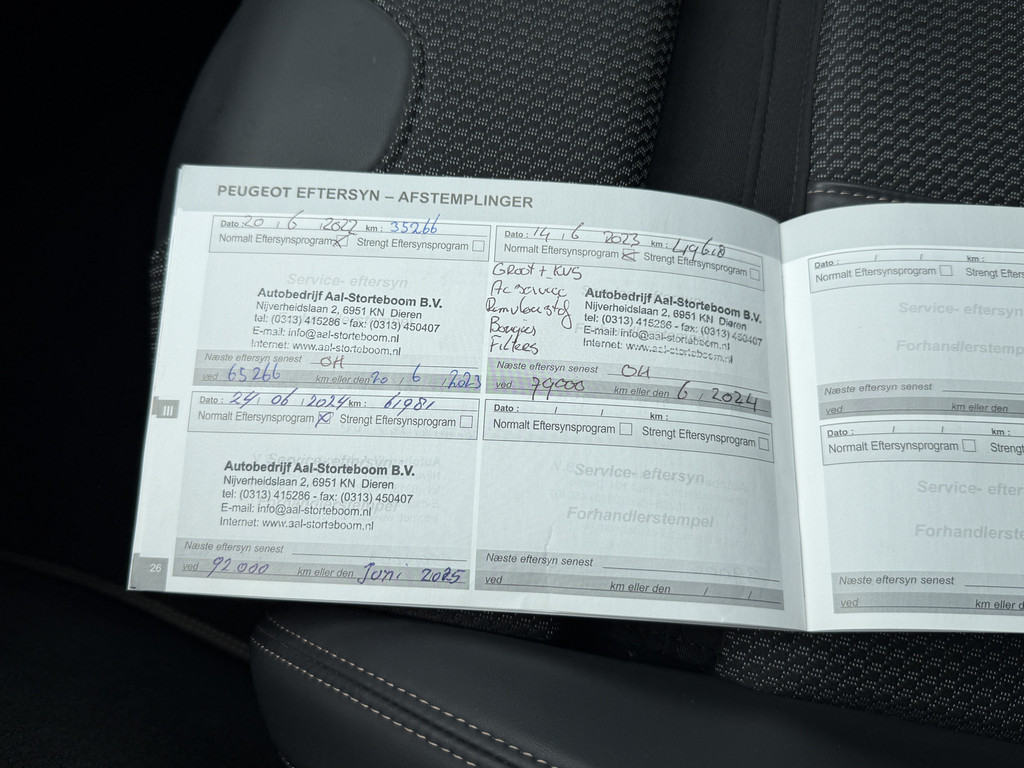 PEUGEOT EFTERSYN – AFSTEMPLINGER
Dato : 20 , 6 , 2022 km : 35266
Normalt Eftersynsprogram Strengt Eftersynsprogram
Service- eftersyn
Autobedrijf Aal-Storteboom B.V.
Nijverheidslaan 2, 6951 KN Dieren
tel: (0313) 415286 - fax: (0313) 450407
E-mail: info@aal-storteboom.nl
Internet: www.aal-storteboom.nl
Næste eftersyn senest OH
ved 65266 km eller den 20 , 6 , 2023
Dato : 14 , 6 2023 km : 49618
Normalt Eftersynsprogram Strengt Eftersynsprogram
Groot + KVS
Ac service
Remvloeistof
Bougies
Filters
Autobedrijf Aal-Storteboom B.V.
Nijverheidslaan 2, 6951 KN Dieren
tel: (0313) 415286 - fax: (0313) 450407
E-mail: info@aal-storteboom.nl
Internet: www.aal-storteboom.nl
Næste eftersyn senest OH
ved 79000 km eller den 6 , 2024
III
Dato : 24 , 06 , 2024 km : 61981
Normalt Eftersynsprogram Strengt Eftersynsprogram
Autobedrijf Aal-Storteboom B.V.
Nijverheidslaan 2, 6951 KN Dieren
tel: (0313) 415286 - fax: (0313) 450407
E-mail: info@aal-storteboom.nl
Internet: www.aal-storteboom.nl
Næste eftersyn senest
ved 92000 km eller den Juni 2025
26
Dato : / / km :
Normalt Eftersynsprogram Strengt Eftersynsprogram
Service- eftersyn
Forhandlerstempel
Næste eftersyn senest
ved km eller den / /
Dato : / / km :
Normalt Eftersynsprogram Strengt Efters
Service- eftersyn
Forhandlerstemp
Næste eftersyn senest
ved km eller den
Dato : / / km :
Normalt Eftersynsprogram Strengt
Service- efter
Forhandlerste
Næste eftersyn senest
ved km eller d